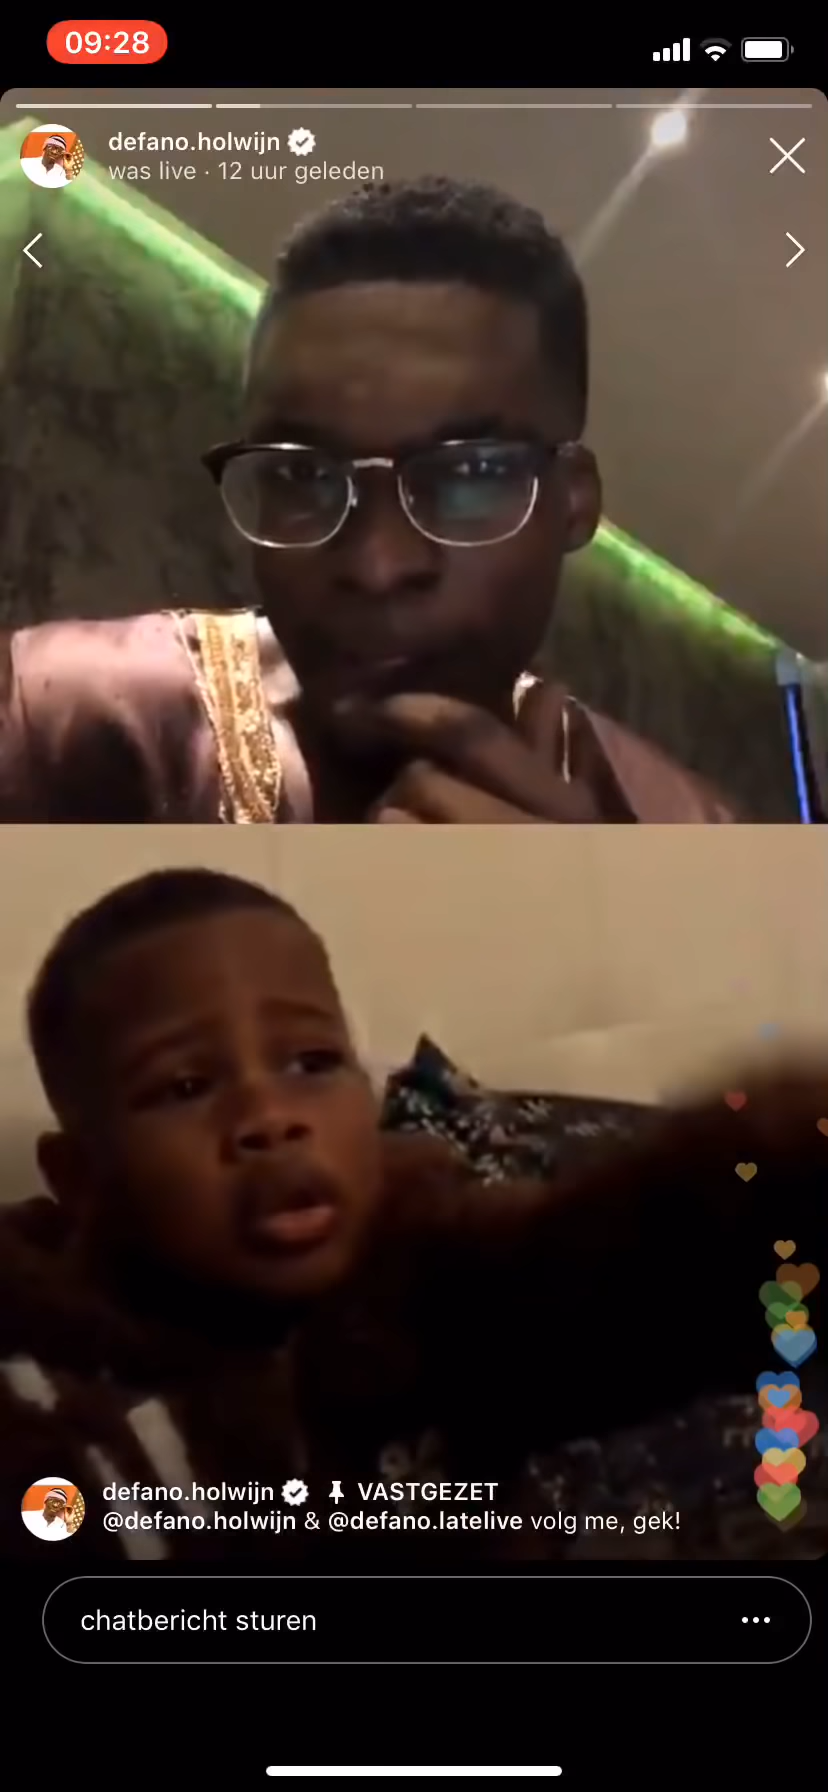 09:28
defano.holwijn
was live · 12 uur geleden
defano.holwijn VASTGEZET
@defano.holwijn & @defano.latelive volg me, gek!
chatbericht sturen